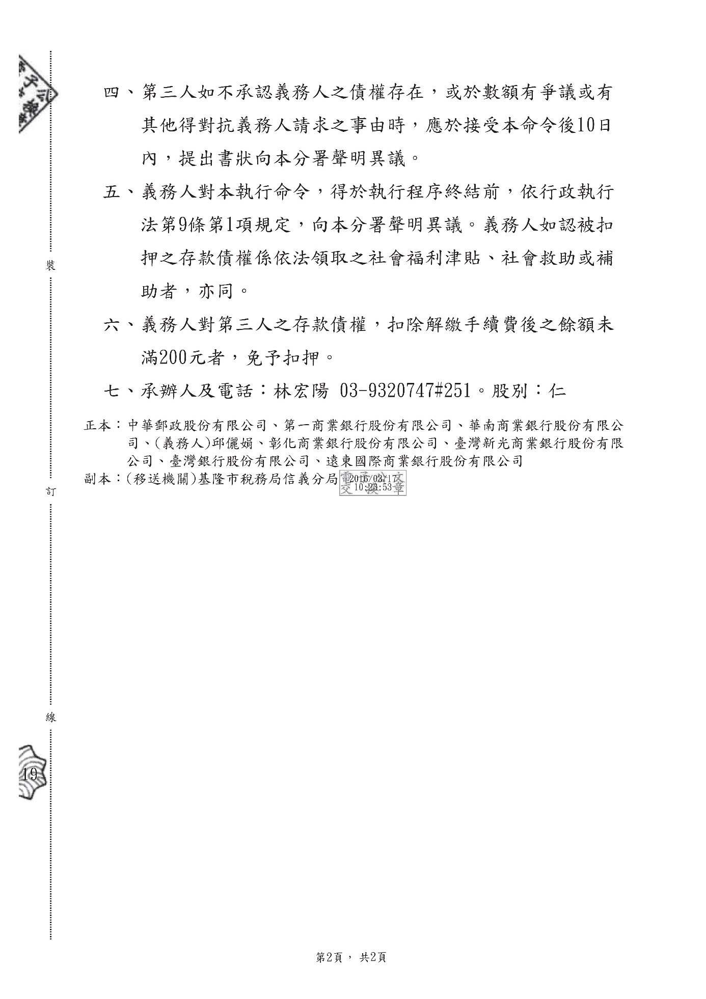 四、第三人如不承認義務人之債權存在，或於數額有爭議或有
其他得對抗義務人請求之事由時，應於接受本命令後10日
內，提出書狀向本分署聲明異議。
五、義務人對本執行命令，得於執行程序終結前，依行政執行
法第9條第1項規定，向本分署聲明異議。義務人如認被扣
押之存款債權係依法領取之社會福利津貼、社會救助或補
助者，亦同。
六、義務人對第三人之存款債權，扣除解繳手續費後之餘額未
滿200元者，免予扣押。
七、承辦人及電話：林宏陽 03-9320747#251。股別：仁
正本：中華郵政股份有限公司、第一商業銀行股份有限公司、華南商業銀行股份有限公
司、(義務人)邱儷娟、彰化商業銀行股份有限公司、臺灣新光商業銀行股份有限
公司、臺灣銀行股份有限公司、遠東國際商業銀行股份有限公司
副本：(移送機關)基隆市稅務局信義分局
電子公文
2016/03/17
交換章
10:23:53
子公
換
裝
訂
線
19
第2頁， 共2頁